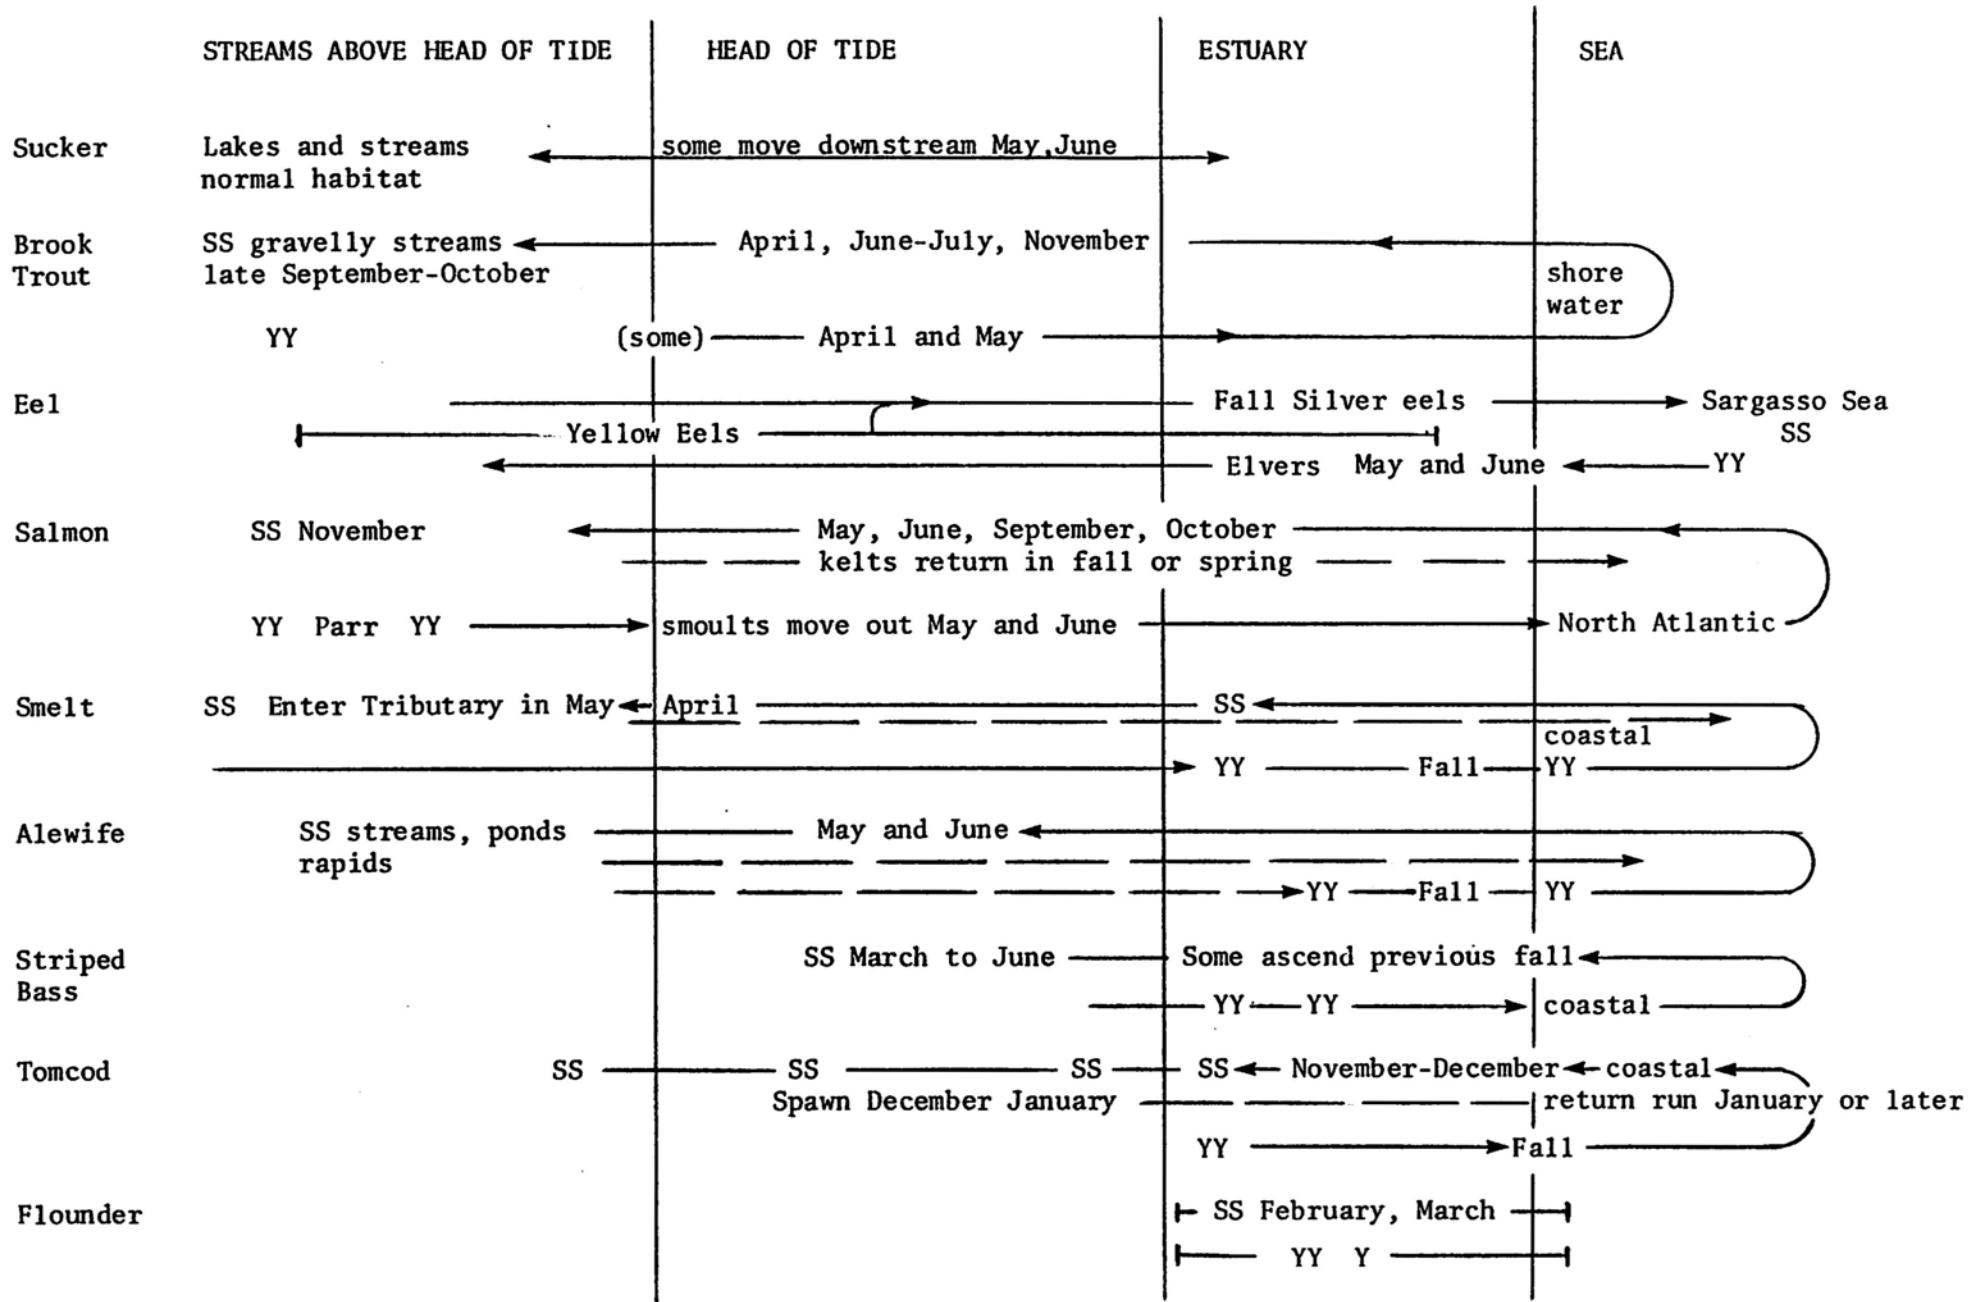 STREAMS ABOVE HEAD OF TIDE HEAD OF TIDE ESTUARY SEA
Sucker Lakes and streams some move downstream May,June
normal habitat
Brook SS gravelly streams April, June-July, November
Trout late September-October shore
water
YY (some) April and May
Eel Fall Silver eels Sargasso Sea
Yellow Eels SS
Elvers May and June YY
Salmon SS November May, June, September, October
kelts return in fall or spring
YY Parr YY smoults move out May and June North Atlantic
Smelt SS Enter Tributary in May April SS
coastal
YY Fall YY
Alewife SS streams, ponds May and June
rapids
YY Fall YY
Striped SS March to June Some ascend previous fall
Bass
YY YY coastal
Tomcod SS SS SS SS November-December coastal
Spawn December January return run January or later
YY Fall
Flounder SS February, March
YY Y